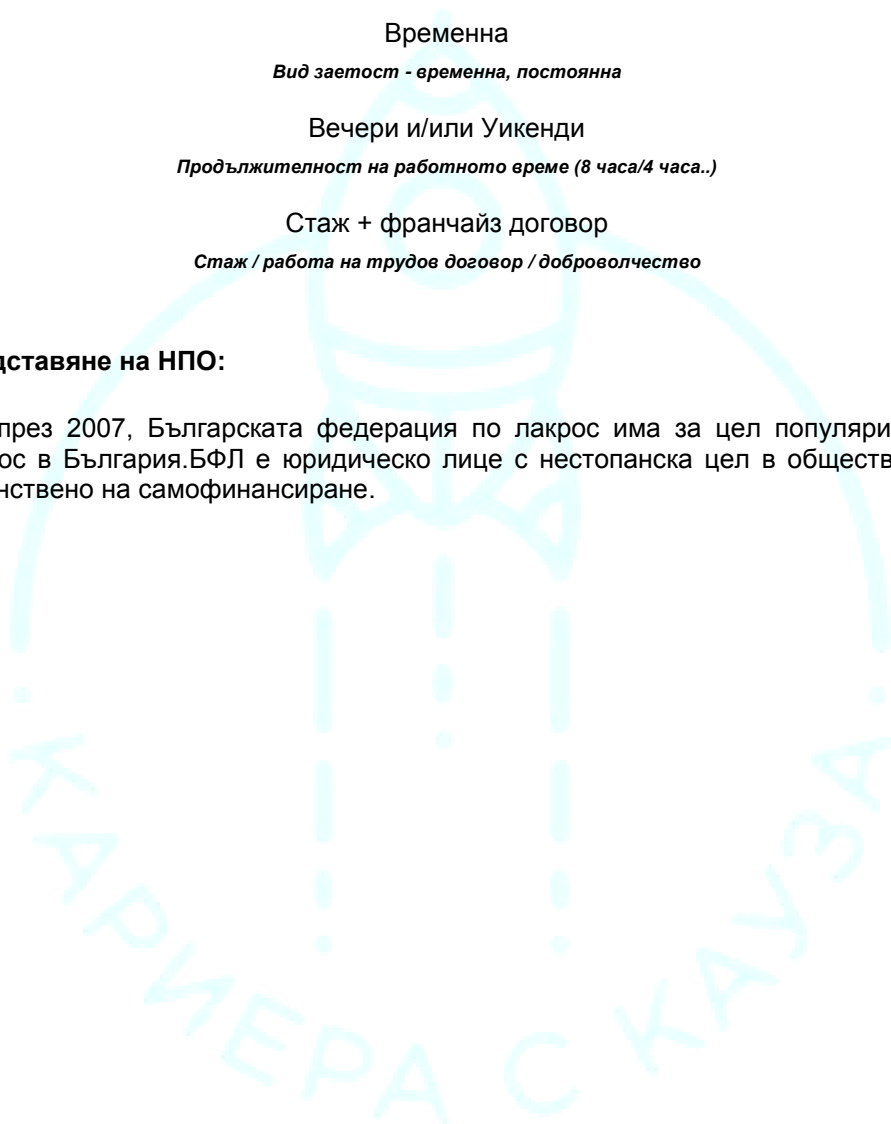 Временна
Вид заетост - временна, постоянна
Вечери и/или Уикенди
Продължителност на работното време (8 часа/4 часа..)
Стаж + франчайз договор
Стаж / работа на трудов договор / доброволчество
дставяне на НПО:
през 2007, Българската федерация по лакрос има за цел популяри
ос в България.БФЛ е юридическо лице с нестопанска цел в обществ
нствено на самофинансиране.
КАРИЕРА С КАУЗА